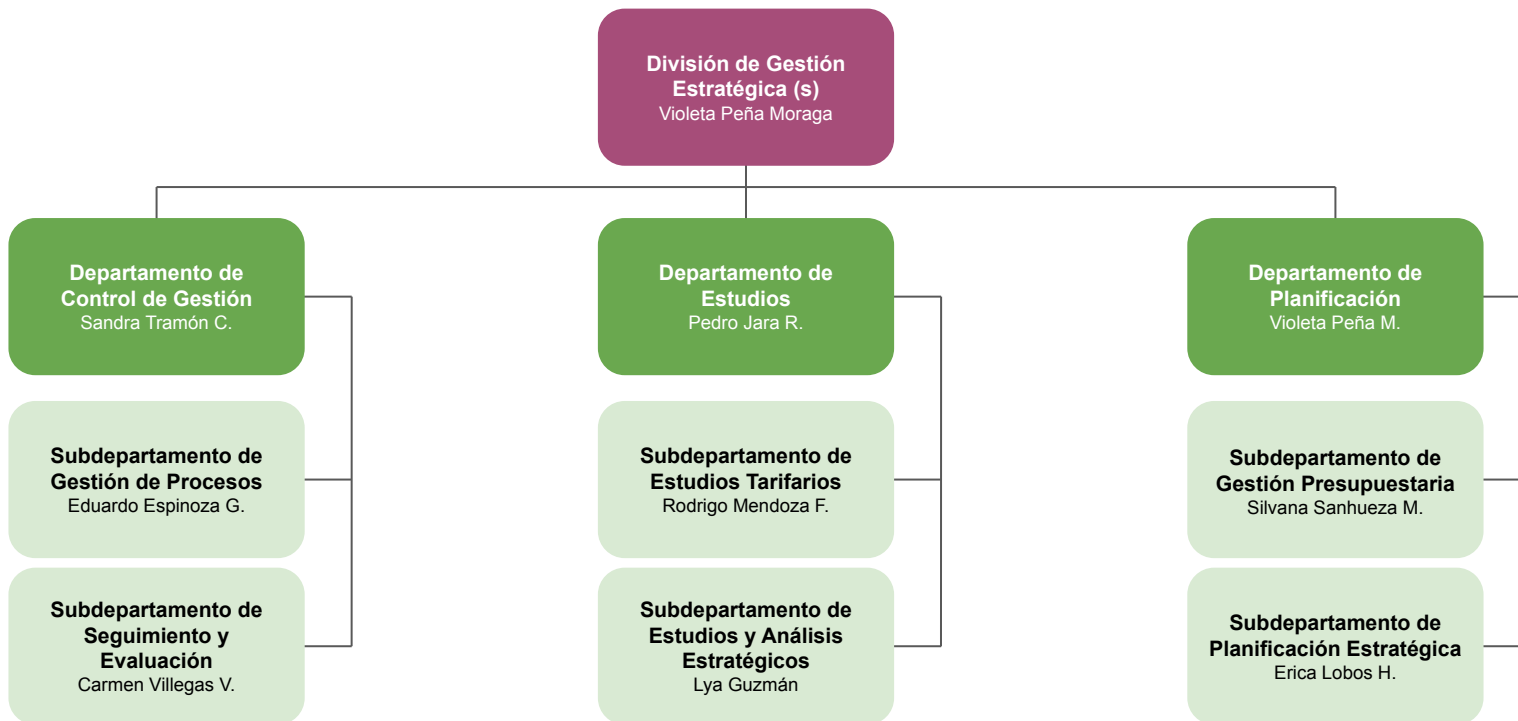 División de Gestión
Estratégica (s)
Violeta Peña Moraga
Departamento de
Control de Gestión
Sandra Tramón C.
Departamento de
Estudios
Pedro Jara R.
Departamento de
Planificación
Violeta Peña M.
Subdepartamento de
Gestión de Procesos
Eduardo Espinoza G.
Subdepartamento de
Estudios Tarifarios
Rodrigo Mendoza F.
Subdepartamento de
Gestión Presupuestaria
Silvana Sanhueza M.
Subdepartamento de
Seguimiento y
Evaluación
Carmen Villegas V.
Subdepartamento de
Estudios y Análisis
Estratégicos
Lya Guzmán
Subdepartamento de
Planificación Estratégica
Erica Lobos H.